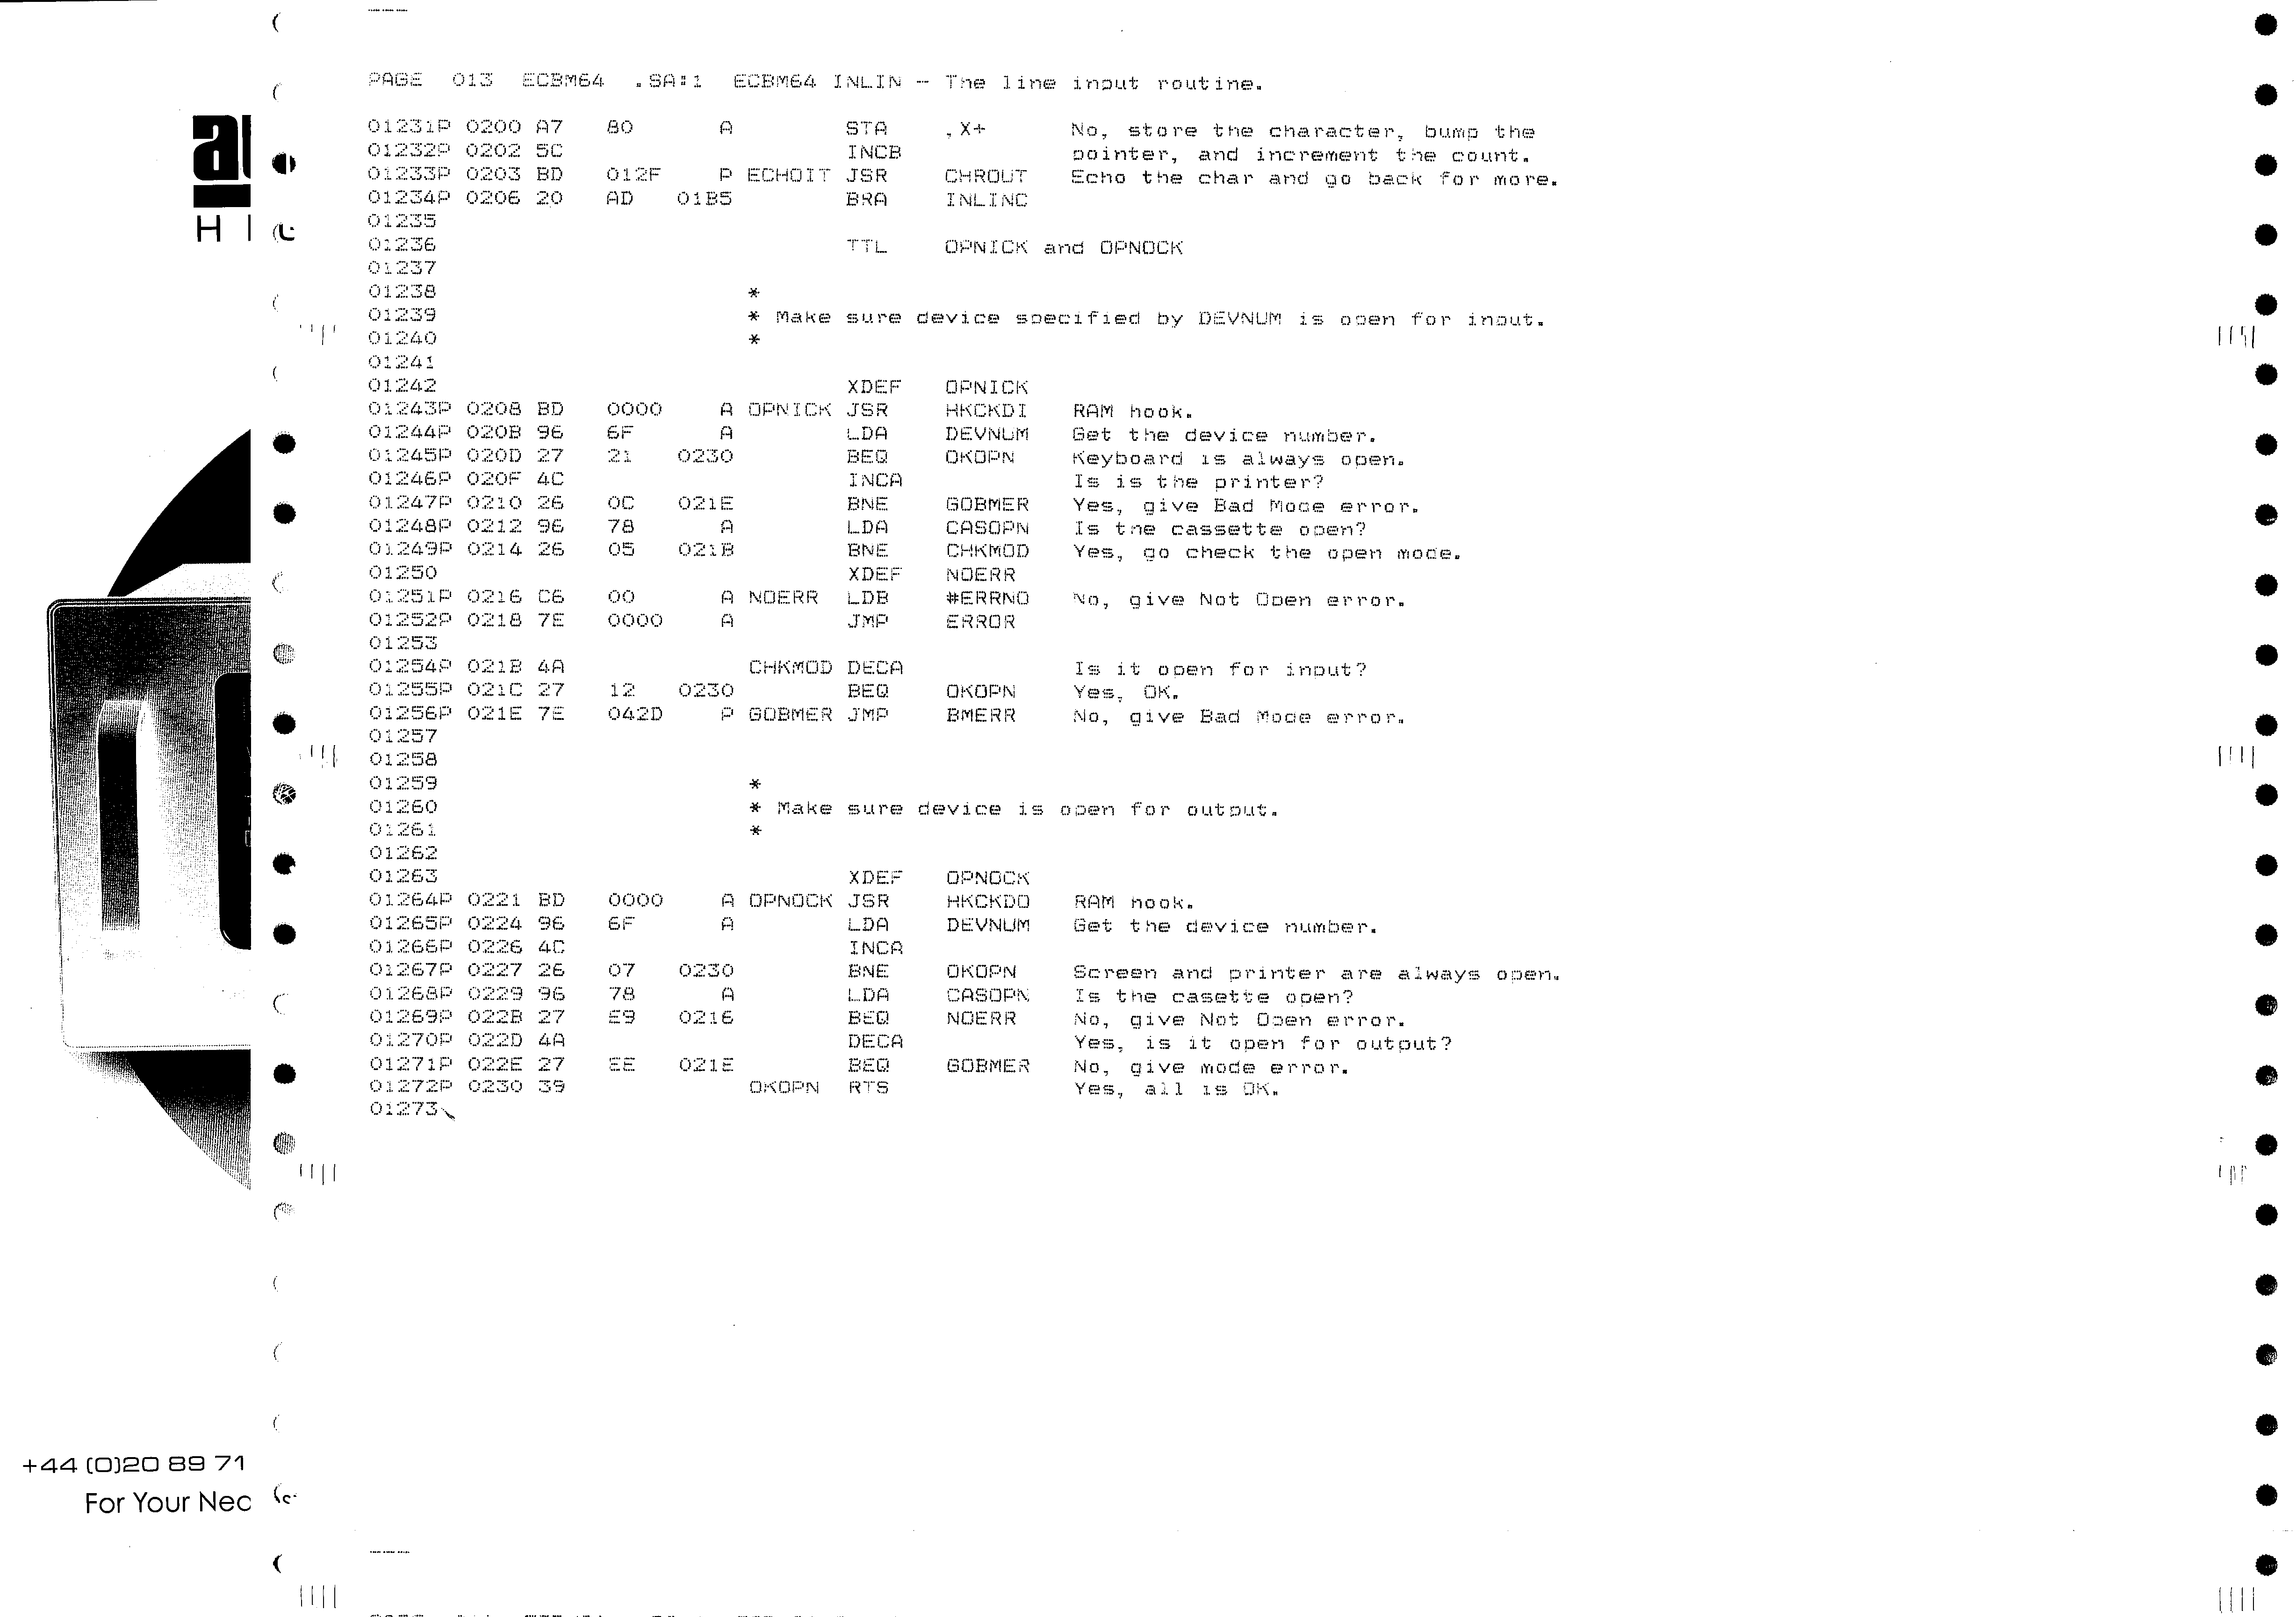 PAGE 013 ECBM64 .SA:1 ECBM64 INLIN - The line input routine.
01231P 0200 A7 80 A STA ,X+ No, store the character, bump the
01232P 0202 5C INCB pointer, and increment the count.
01233P 0203 BD 012F P ECHOIT JSR CHROUT Echo the char and go back for more.
01234P 0206 20 AD 01B5 BRA INLINC
01235
01236 TTL OPNICK and OPNOCK
01237
01238 *
01239 * Make sure device specified by DEVNUM is open for input.
01240 *
01241
01242 XDEF OPNICK
01243P 0208 BD 0000 A OPNICK JSR HKCKDI RAM hook.
01244P 020B 96 6F A LDA DEVNUM Get the device number.
01245P 020D 27 21 0230 BEQ OKOPN Keyboard is always open.
01246P 020F 4C INCA Is is the printer?
01247P 0210 26 0C 021E BNE GOBMER Yes, give Bad Mode error.
01248P 0212 96 78 A LDA CASOPN Is the cassette open?
01249P 0214 26 05 021B BNE CHKMOD Yes, go check the open mode.
01250 XDEF NOERR
01251P 0216 C6 00 A NOERR LDB #ERRNO No, give Not Open error.
01252P 0218 7E 0000 A JMP ERROR
01253
01254P 021B 4A CHKMOD DECA Is it open for input?
01255P 021C 27 12 0230 BEQ OKOPN Yes, OK.
01256P 021E 7E 042D P GOBMER JMP BMERR No, give Bad Mode error.
01257
01258
01259 *
01260 * Make sure device is open for output.
01261 *
01262
01263 XDEF OPNOCK
01264P 0221 BD 0000 A OPNOCK JSR HKCKDO RAM hook.
01265P 0224 96 6F A LDA DEVNUM Get the device number.
01266P 0226 4C INCA
01267P 0227 26 07 0230 BNE OKOPN Screen and printer are always open.
01268P 0229 96 78 A LDA CASOPN Is the casette open?
01269P 022B 27 E9 0216 BEQ NOERR No, give Not Open error.
01270P 022D 4A DECA Yes, is it open for output?
01271P 022E 27 EE 021E BEQ GOBMER No, give mode error.
01272P 0230 39 OKOPN RTS Yes, all is OK.
01273
+44 (0)20 89 71
For Your Nec